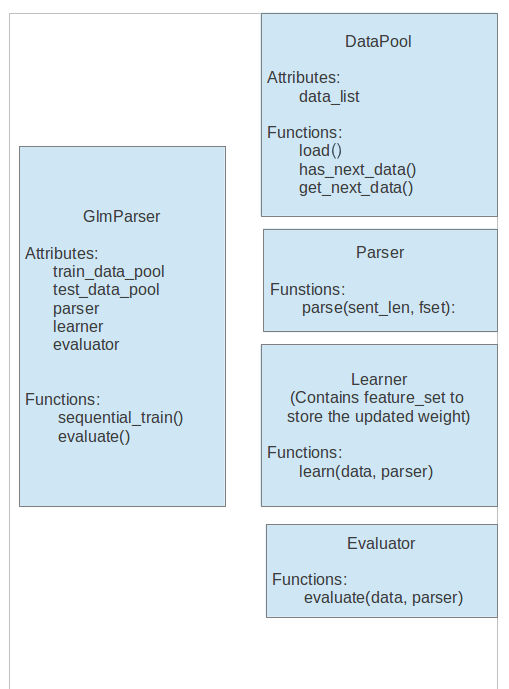 GlmParser
Attributes:
train_data_pool
test_data_pool
parser
learner
evaluator
Functions:
sequential_train()
evaluate()
DataPool
Attributes:
data_list
Functions:
load()
has_next_data()
get_next_data()
Parser
Funstions:
parse(sent_len, fset):
Learner
(Contains feature_set to
store the updated weight)
Functions:
learn(data, parser)
Evaluator
Functions:
evaluate(data, parser)